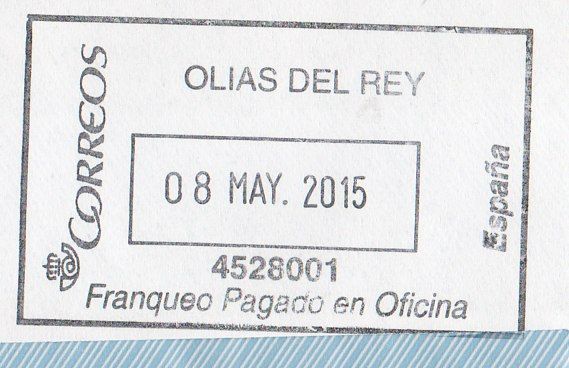 CORREOS
OLIAS DEL REY
08 MAY. 2015
España
4528001
Franqueo Pagado en Oficina